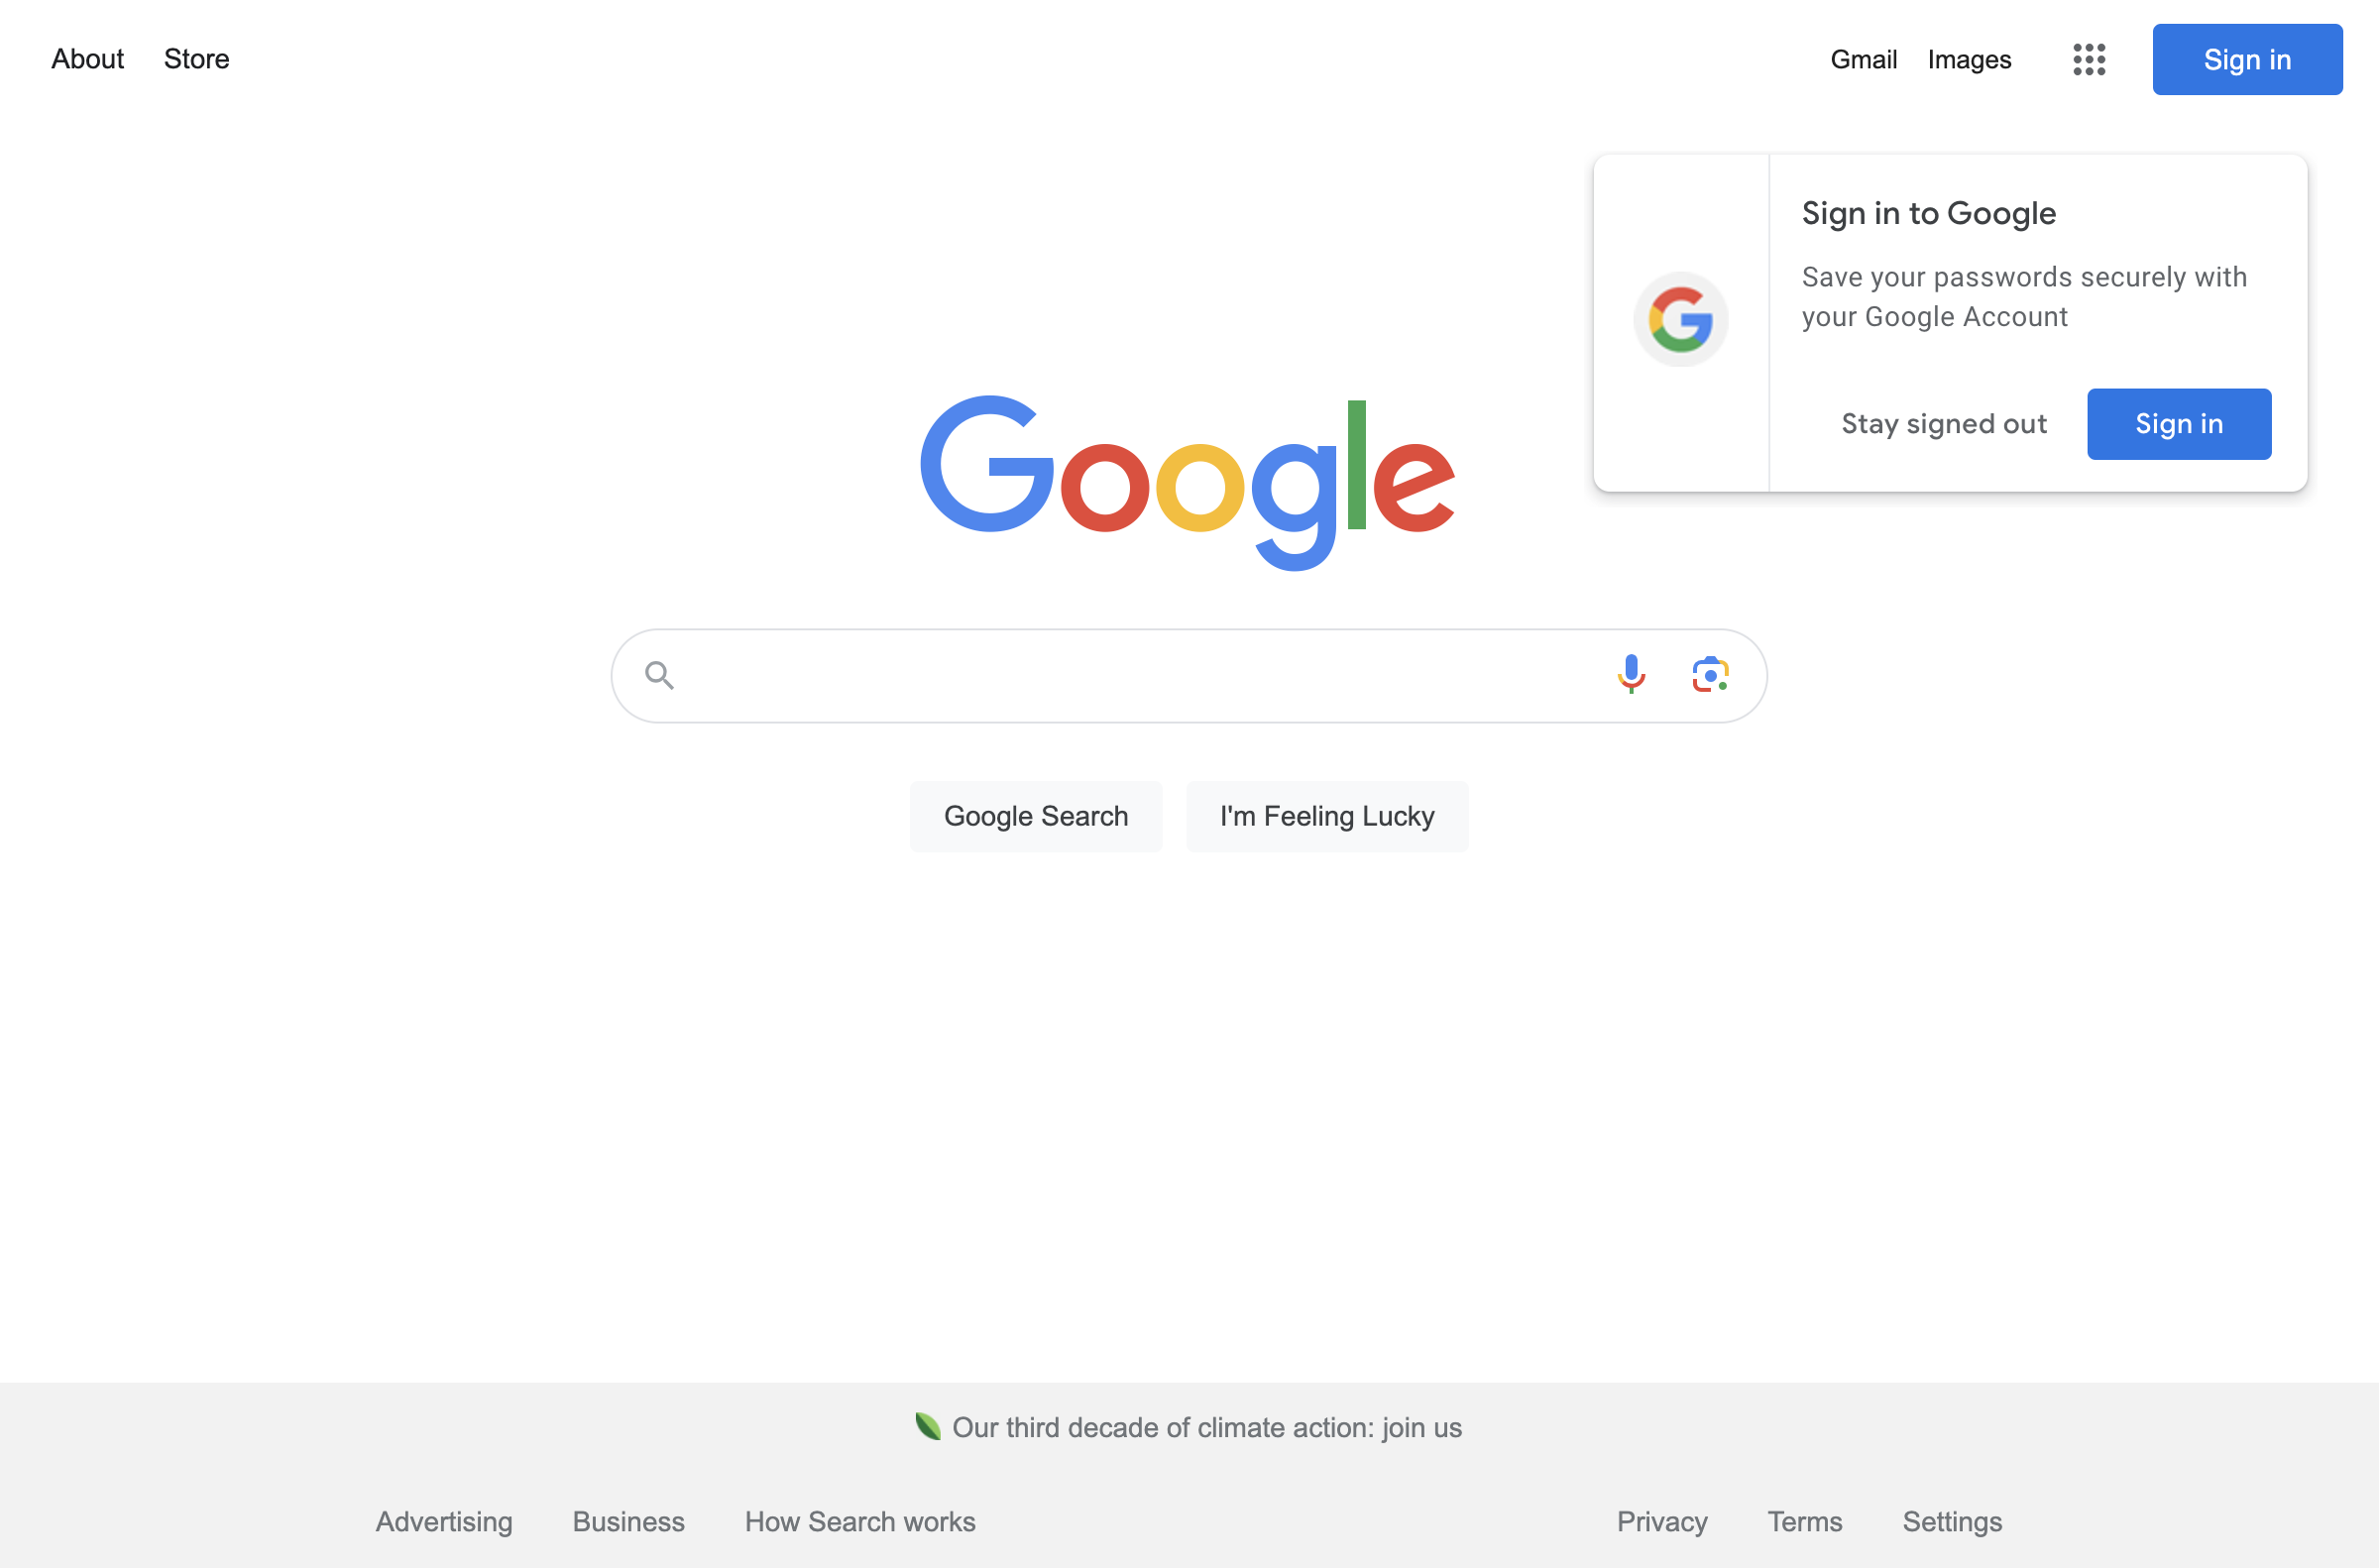 About Store
Gmail Images Sign in
Sign in to Google
Save your passwords securely with
your Google Account
Stay signed out Sign in
Google
Google Search I'm Feeling Lucky
Our third decade of climate action: join us
Advertising Business How Search works
Privacy Terms Settings